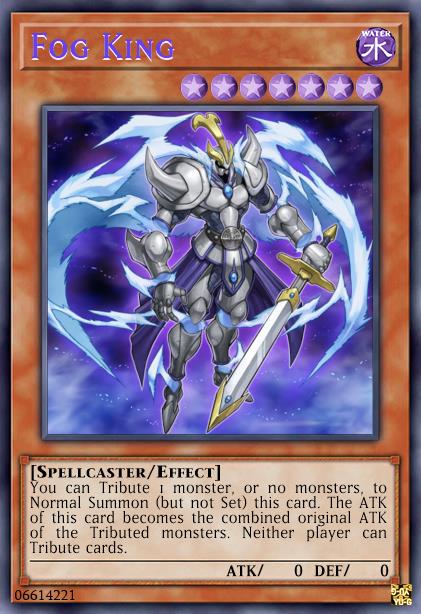 Fog King
WATER
水
[Spellcaster/Effect]
You can Tribute 1 monster, or no monsters, to
Normal Summon (but not Set) this card. The ATK
of this card becomes the combined original ATK
of the Tributed monsters. Neither player can
Tribute cards.
ATK/ 0 DEF/ 0
06614221